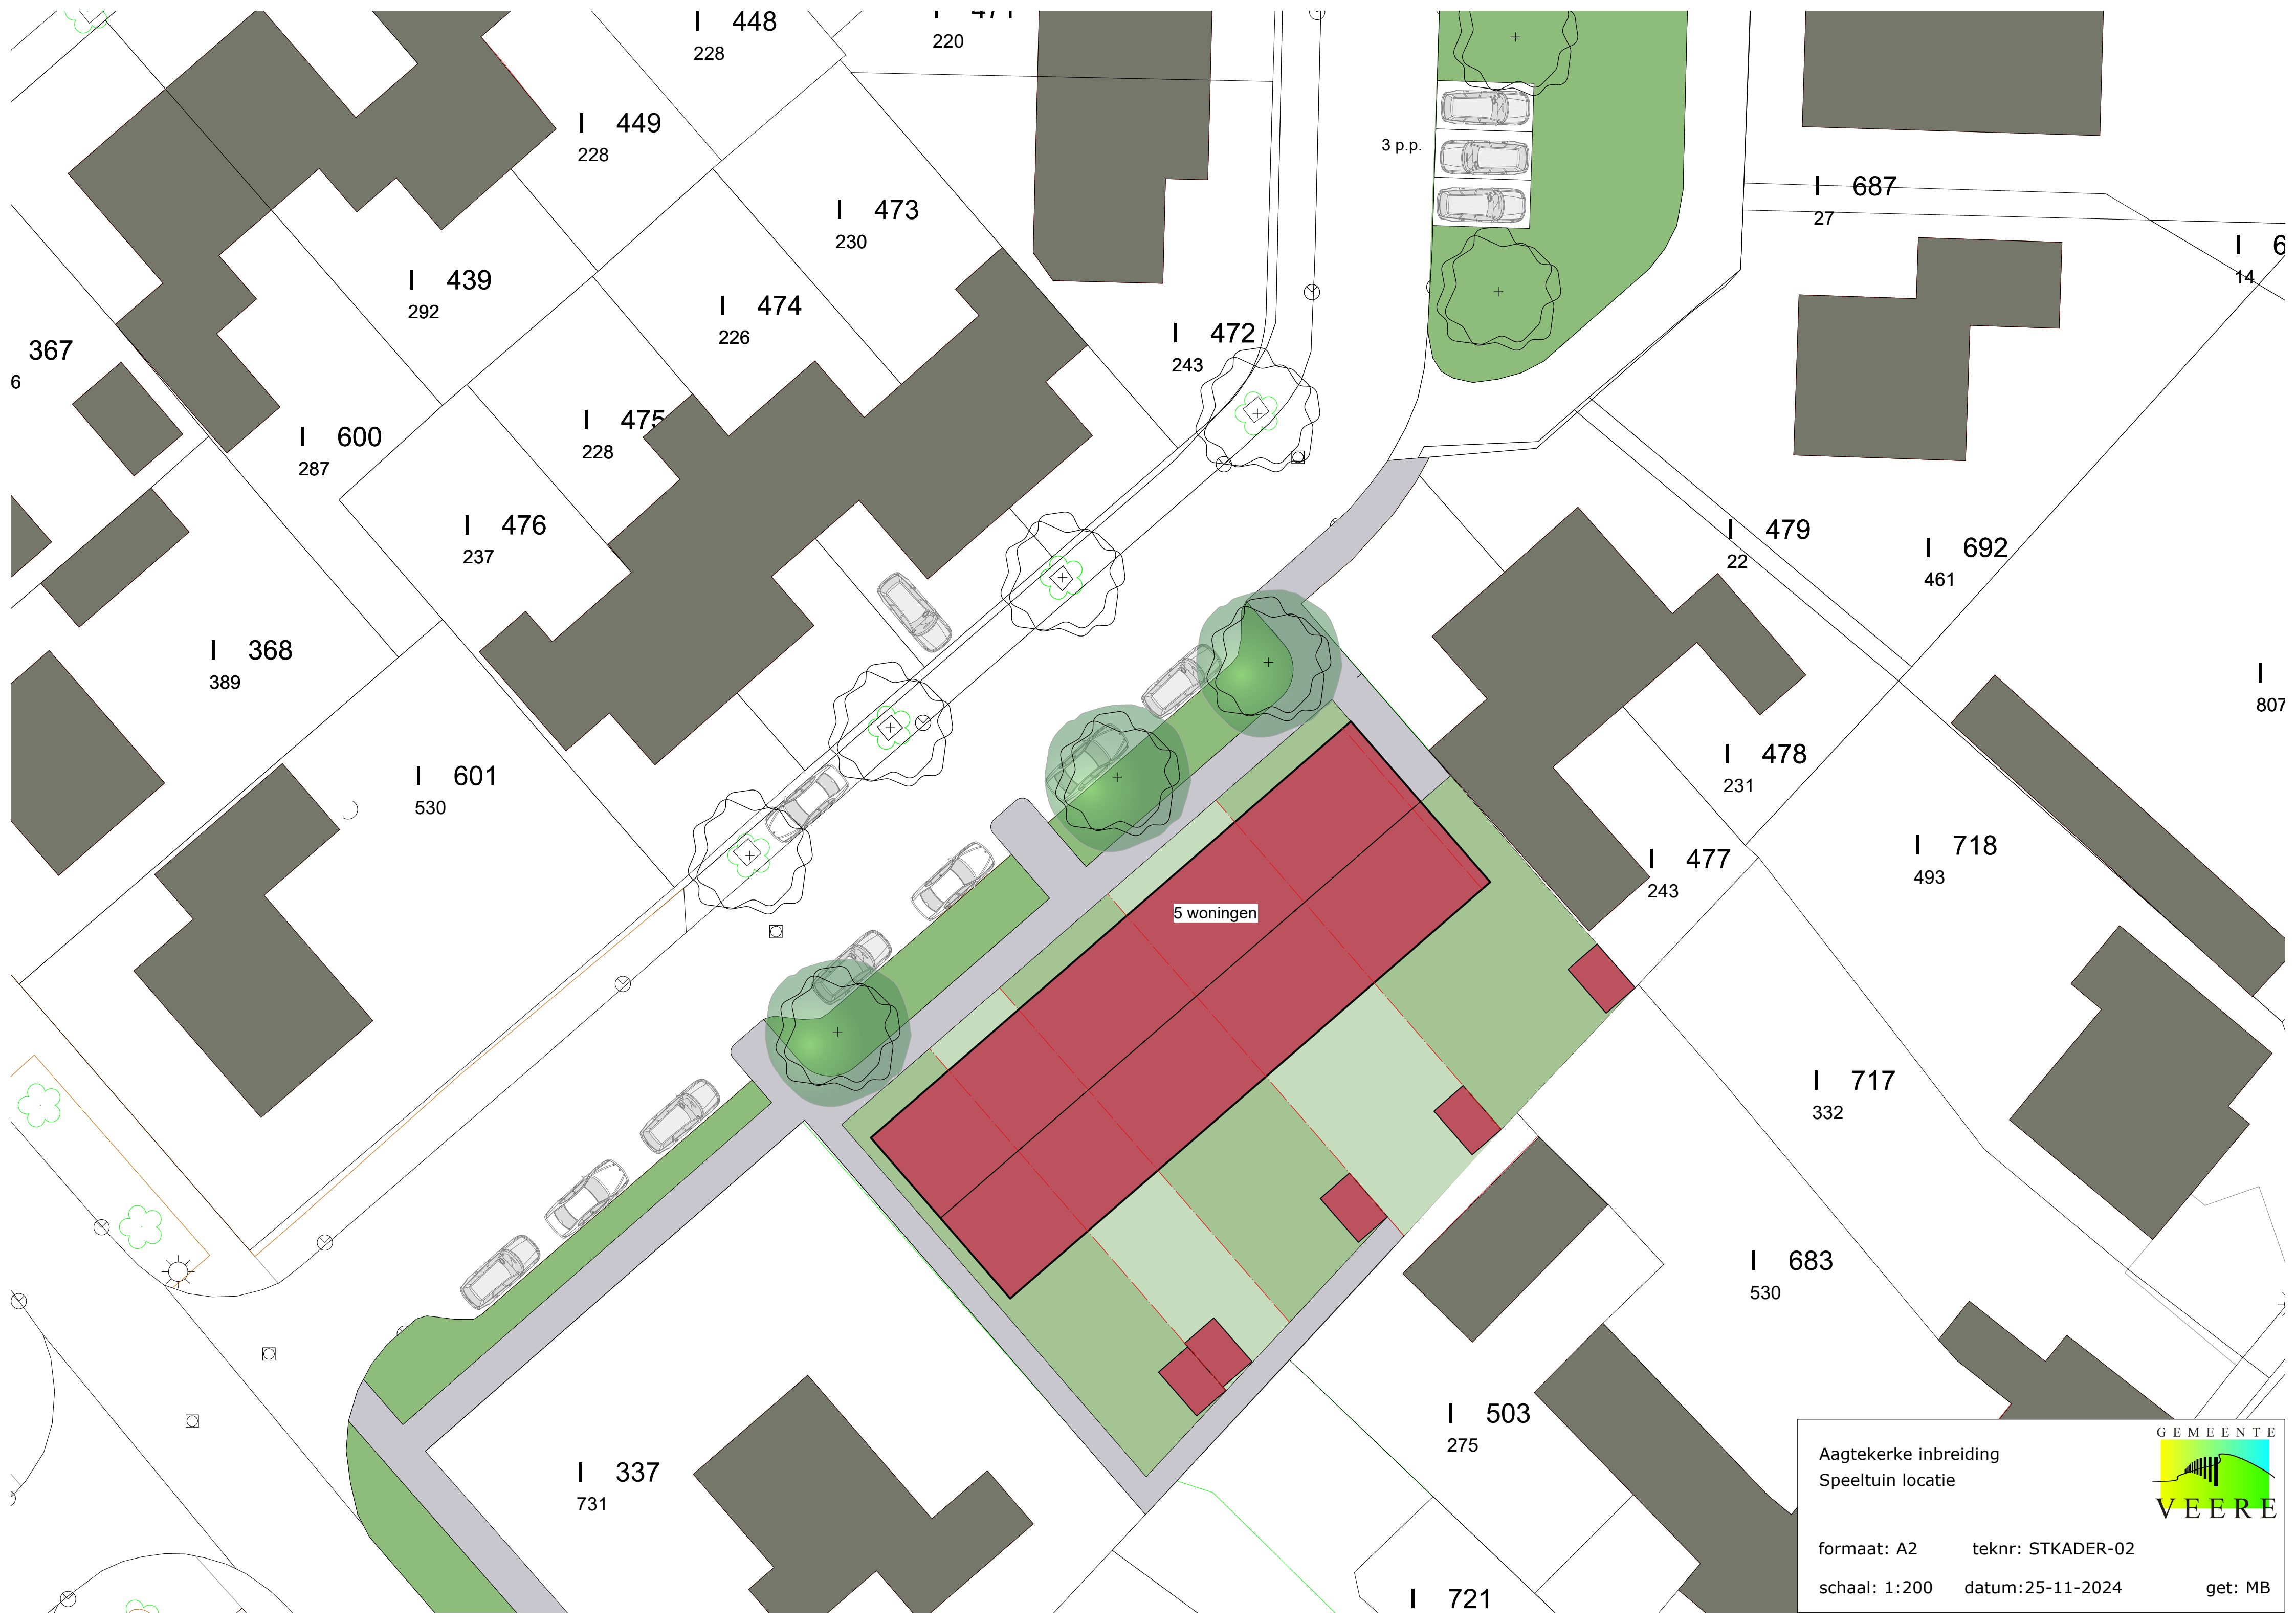 I 448
228
220
I 449
228
3 p.p.
I 473
230
I 687
27
I 6
14
I 439
292
I 474
226
I 472
243
367
6
I 475
228
I 600
287
I 476
237
I 479
22
I 692
461
I 368
389
I
807
I 601
530
I 478
231
I 477
243
I 718
493
5 woningen
I 717
332
I 683
530
I 503
275
I 337
731
I 721
GEMEENTE
VEERE
Aagtekerke inbreiding
Speeltuin locatie
formaat: A2 teknr: STKADER-02
schaal: 1:200 datum:25-11-2024 get: MB